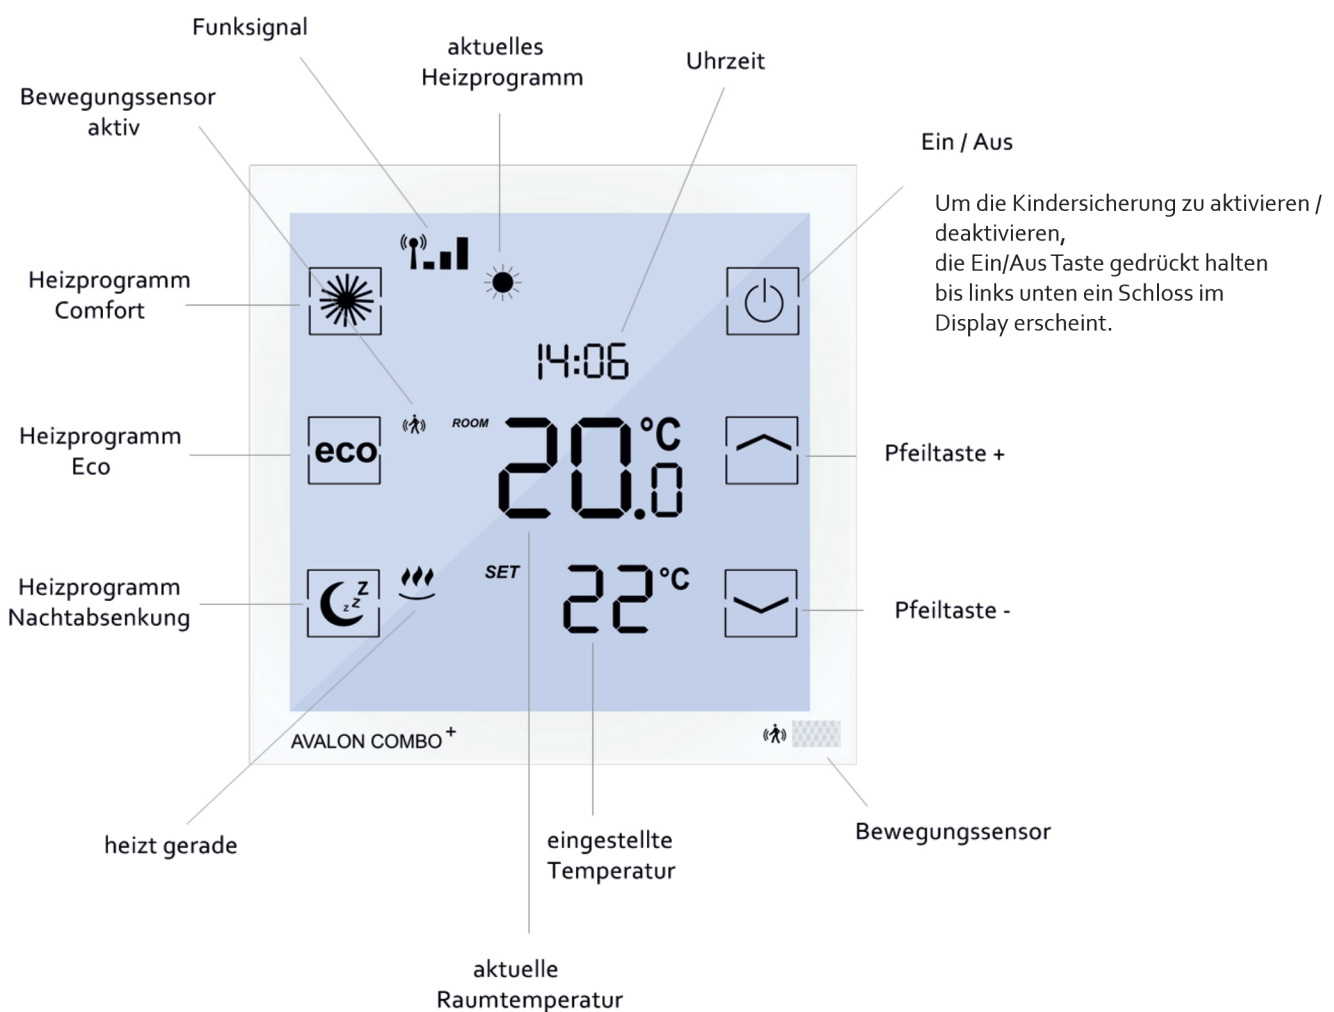 Funksignal
aktuelles
Heizprogramm
Uhrzeit
Bewegungssensor
aktiv
Ein / Aus
Um die Kindersicherung zu aktivieren /
deaktivieren,
die Ein/Aus Taste gedrückt halten
bis links unten ein Schloss im
Display erscheint.
Heizprogramm
Comfort
14:06
Heizprogramm
Eco
eco
ROOM
20.0 °C
Pfeiltaste +
Heizprogramm
Nachtabsenkung
z z Z
SET
22 °C
Pfeiltaste -
AVALON COMBO +
Bewegungssensor
heizt gerade
eingestellte
Temperatur
aktuelle
Raumtemperatur